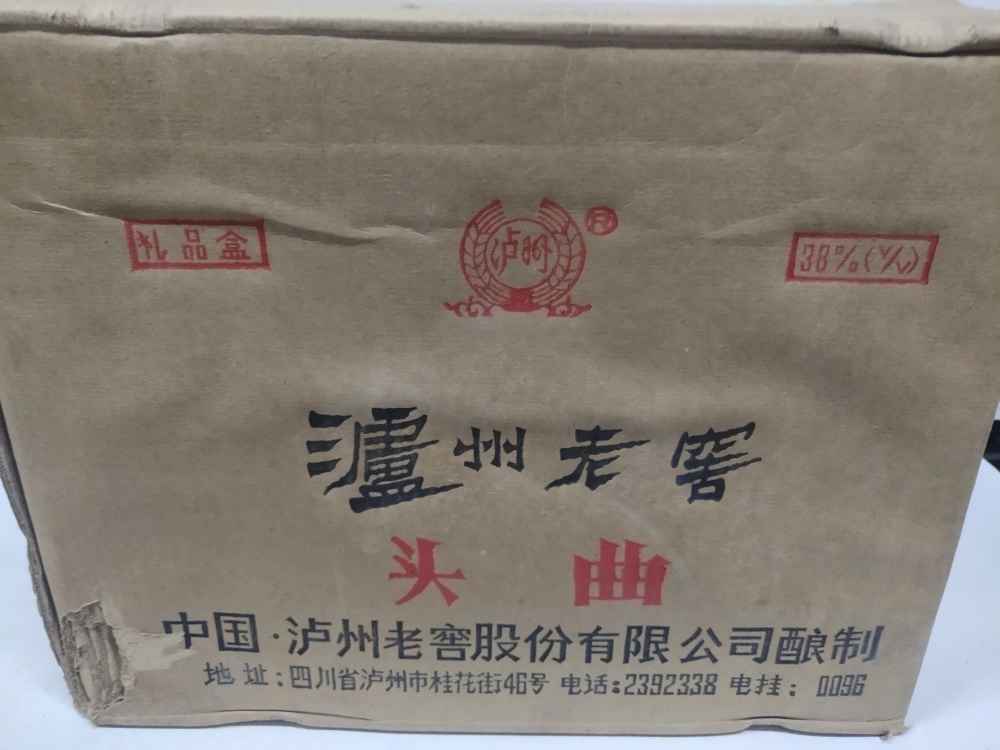 礼品盒
泸州
®
38%(V/V)
瀘州老窖
头曲
中国·泸州老窖股份有限公司酿制
地址:四川省泸州市桂花街46号 电话:2392338 电挂: 0096